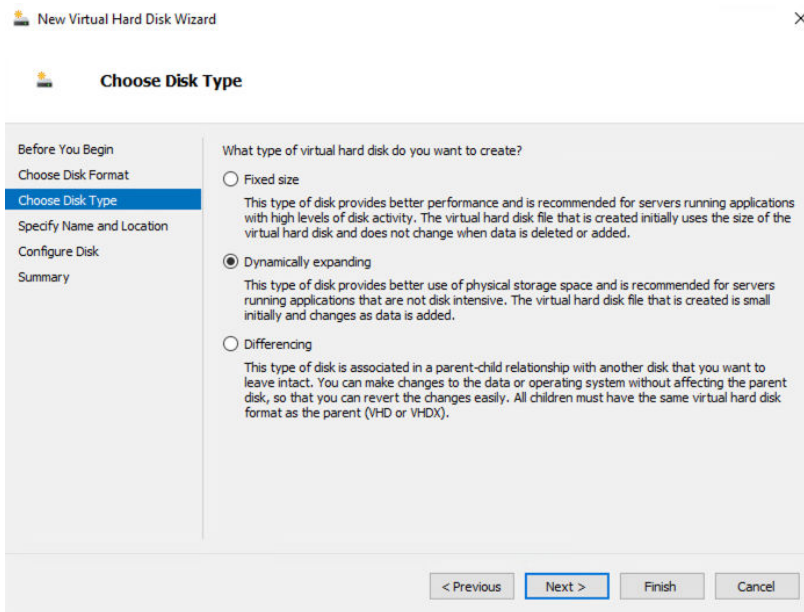 New Virtual Hard Disk Wizard
Choose Disk Type
Before You Begin
Choose Disk Format
Choose Disk Type
Specify Name and Location
Configure Disk
Summary
What type of virtual hard disk do you want to create?
Fixed size
This type of disk provides better performance and is recommended for servers running applications
with high levels of disk activity. The virtual hard disk file that is created initially uses the size of the
virtual hard disk and does not change when data is deleted or added.
Dynamically expanding
This type of disk provides better use of physical storage space and is recommended for servers
running applications that are not disk intensive. The virtual hard disk file that is created is small
initially and changes as data is added.
Differencing
This type of disk is associated in a parent-child relationship with another disk that you want to
leave intact. You can make changes to the data or operating system without affecting the parent
disk, so that you can revert the changes easily. All children must have the same virtual hard disk
format as the parent (VHD or VHDX).
< Previous
Next >
Finish
Cancel